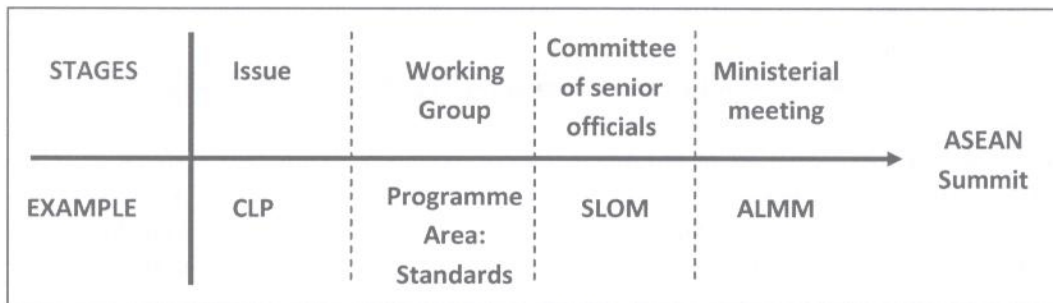 STAGES
Issue
Working
Group
Committee
of senior
officials
Ministerial
meeting
ASEAN
Summit
EXAMPLE
CLP
Programme
Area:
Standards
SLOM
ALMM